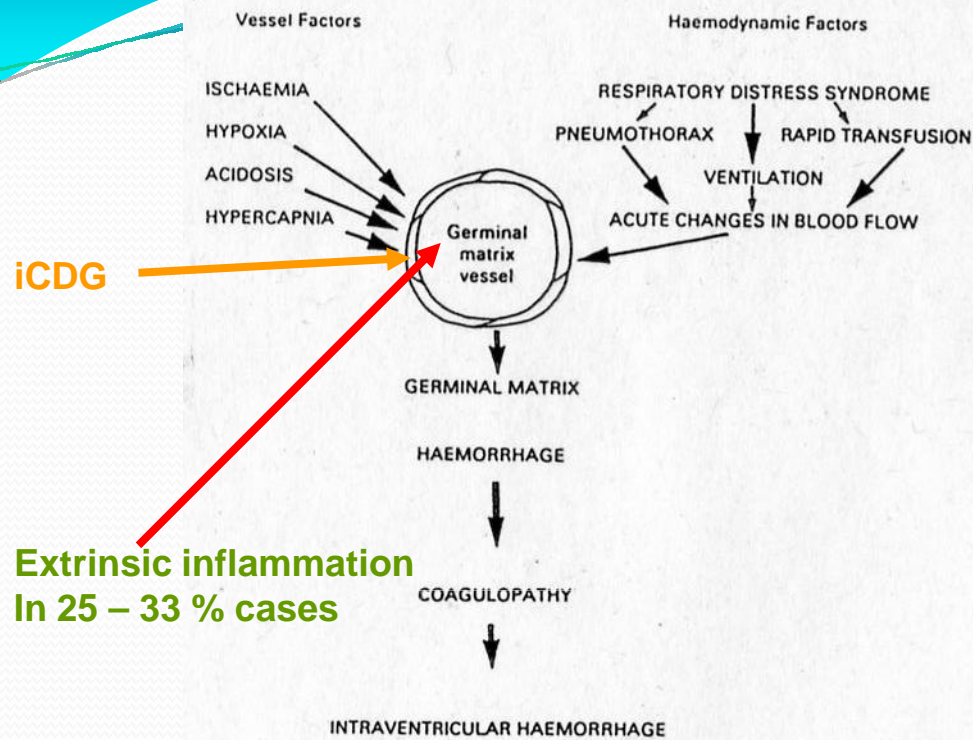 Vessel Factors
Haemodynamic Factors
ISCHAEMIA
HYPOXIA
ACIDOSIS
HYPERCAPNIA
RESPIRATORY DISTRESS SYNDROME
PNEUMOTHORAX
RAPID TRANSFUSION
VENTILATION
ACUTE CHANGES IN BLOOD FLOW
Germinal
matrix
vessel
iCDG
GERMINAL MATRIX
HAEMORRHAGE
Extrinsic inflammation
In 25 – 33 % cases
COAGULOPATHY
INTRAVENTRICULAR HAEMORRHAGE